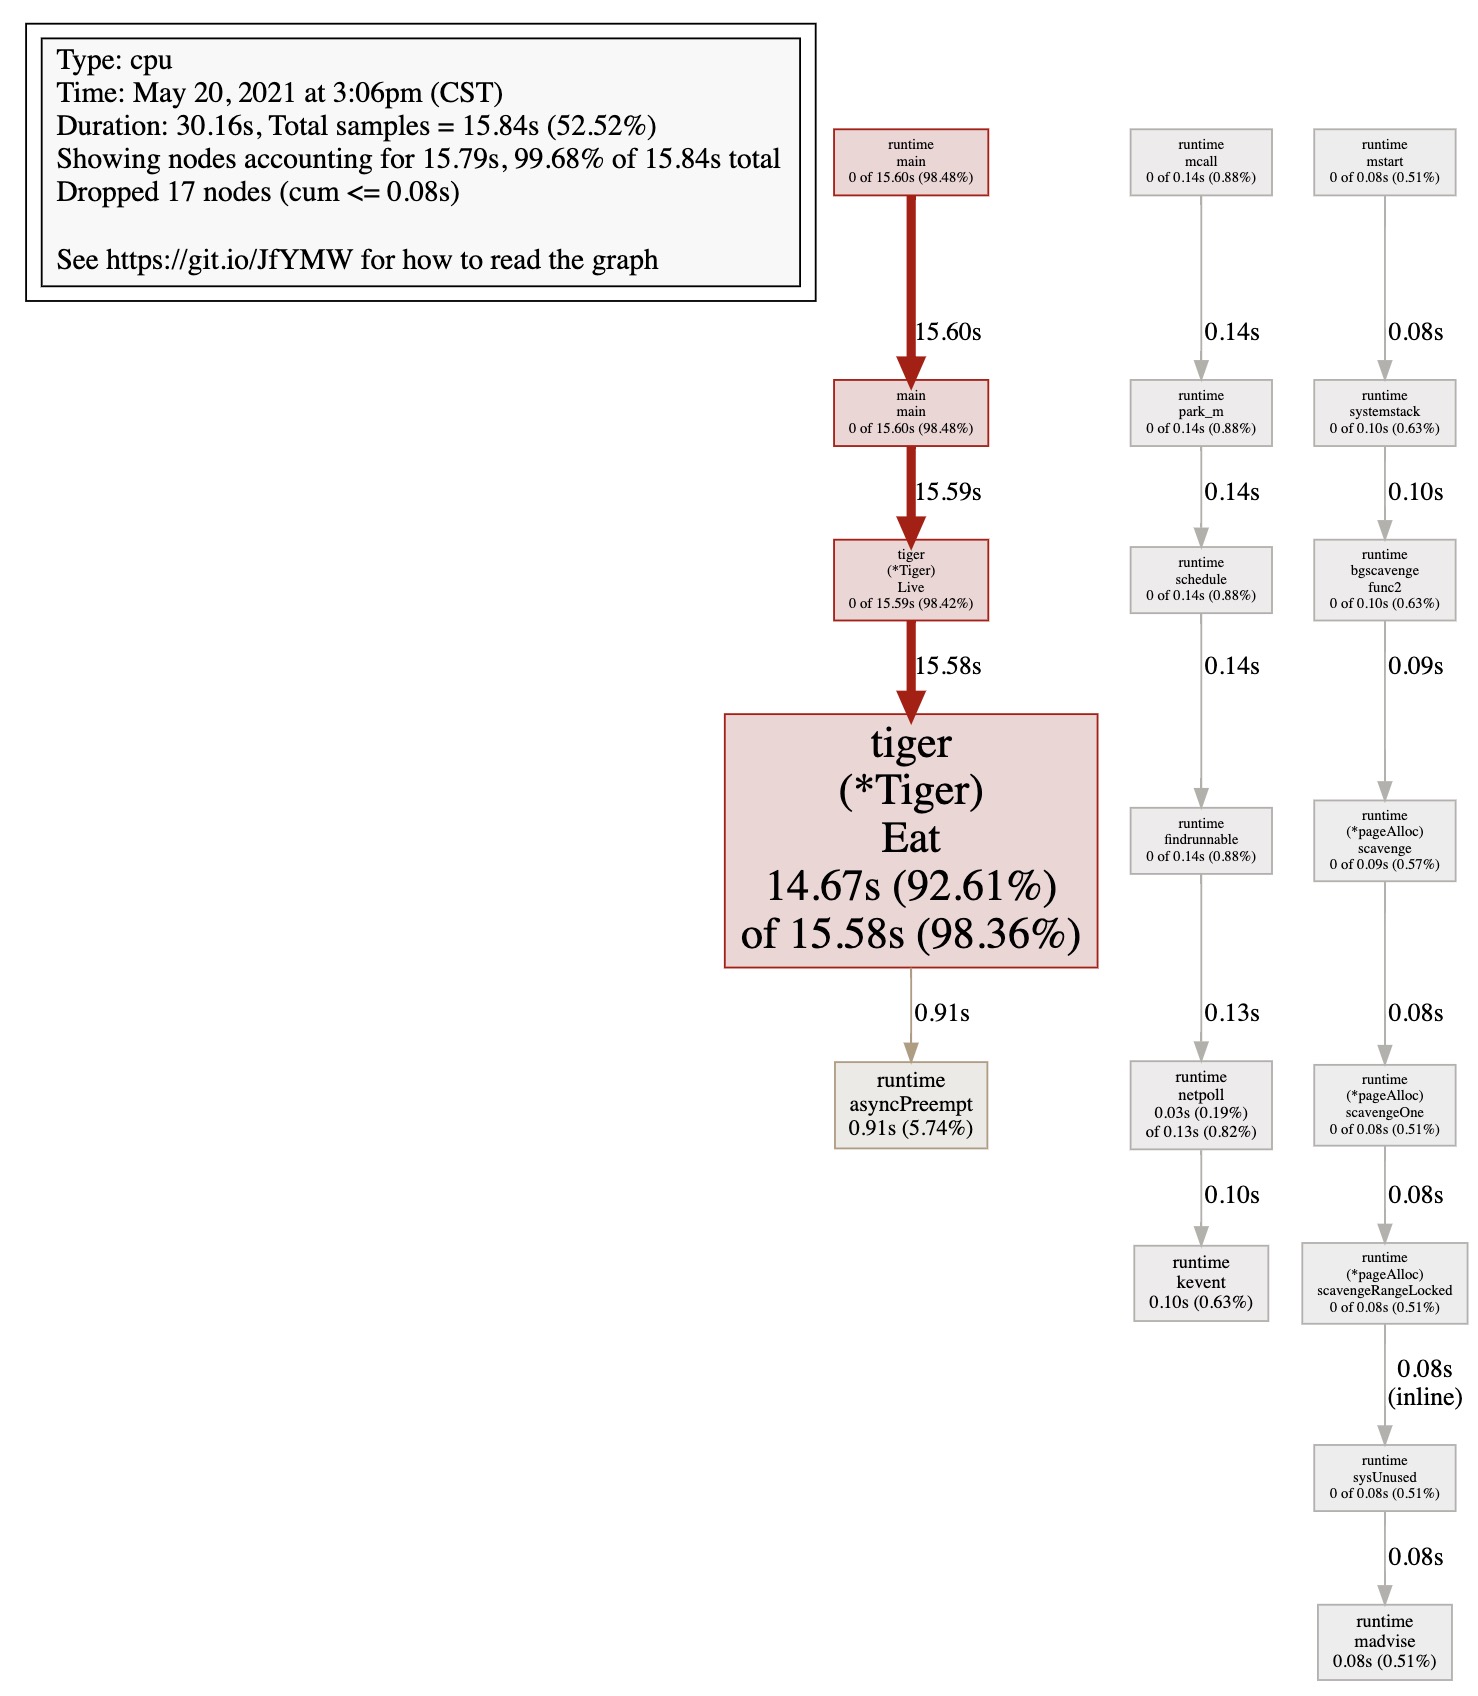 Type: cpu
Time: May 20, 2021 at 3:06pm (CST)
Duration: 30.16s, Total samples = 15.84s (52.52%)
Showing nodes accounting for 15.79s, 99.68% of 15.84s total
Dropped 17 nodes (cum <= 0.08s)
See https://git.io/JfYMW for how to read the graph
runtime
main
0 of 15.60s (98.48%)
15.60s
main
main
0 of 15.60s (98.48%)
15.59s
tiger
(*Tiger)
Live
0 of 15.59s (98.42%)
15.58s
tiger
(*Tiger)
Eat
14.67s (92.61%)
of 15.58s (98.36%)
0.91s
runtime
asyncPreempt
0.91s (5.74%)
runtime
mcall
0 of 0.14s (0.88%)
0.14s
runtime
park_m
0 of 0.14s (0.88%)
0.14s
runtime
schedule
0 of 0.14s (0.88%)
0.14s
runtime
findrunnable
0 of 0.14s (0.88%)
0.13s
runtime
netpoll
0.03s (0.19%)
of 0.13s (0.82%)
0.10s
runtime
kevent
0.10s (0.63%)
runtime
mstart
0 of 0.08s (0.51%)
0.08s
runtime
systemstack
0 of 0.10s (0.63%)
0.10s
runtime
bgscavenge
func2
0 of 0.10s (0.63%)
0.09s
runtime
(*pageAlloc)
scavenge
0 of 0.09s (0.57%)
0.08s
runtime
(*pageAlloc)
scavengeOne
0 of 0.08s (0.51%)
0.08s
runtime
(*pageAlloc)
scavengeRangeLocked
0 of 0.08s (0.51%)
0.08s
(inline)
runtime
sysUnused
0 of 0.08s (0.51%)
0.08s
runtime
madvise
0.08s (0.51%)